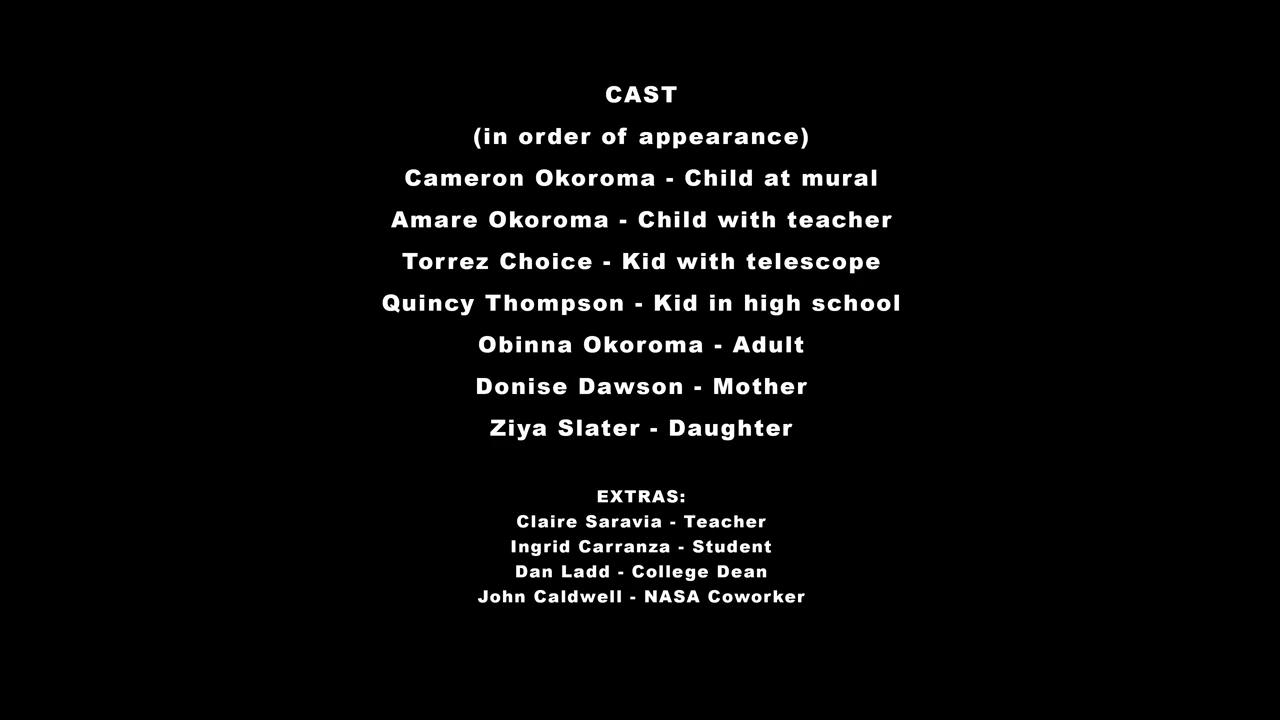 CAST
(in order of appearance)
Cameron Okoroma - Child at mural
Amare Okoroma - Child with teacher
Torrez Choice - Kid with telescope
Quincy Thompson - Kid in high school
Obinna Okoroma - Adult
Donise Dawson - Mother
Ziya Slater - Daughter
EXTRAS:
Claire Saravia - Teacher
Ingrid Carranza - Student
Dan Ladd - College Dean
John Caldwell - NASA Coworker